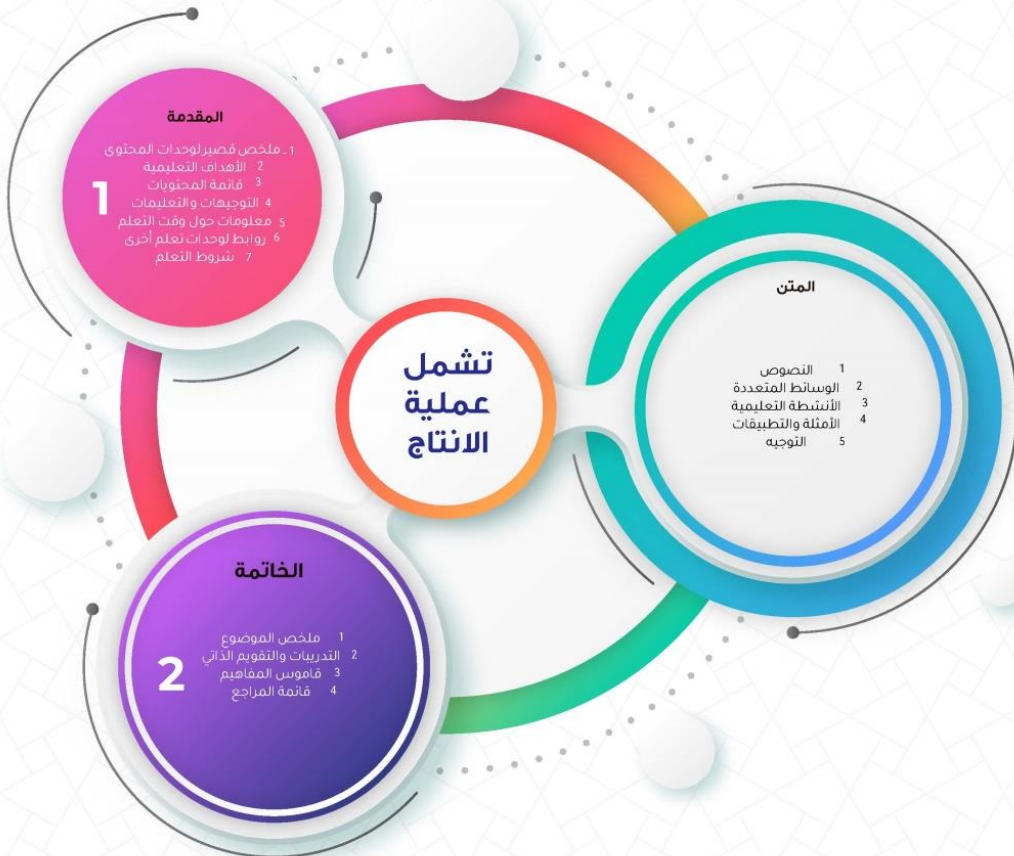 المقدمة
1ـ ملخص قصير لوحدات المحتوى
2 الأهداف التعليمية
3 قائمة المحتويات
4 التوجيهات والتعليمات
5 معلومات حول وقت التعلم
6 روابط لوحدات تعلم أخرى
7 شروط التعلم
1
تشمل
عملية
الانتاج
المتن
1 النصوص
2 الوسائط المتعددة
3 الأنشطة التعليمية
4 الأمثلة والتطبيقات
5 التوجيه
الخاتمة
1 ملخص الموضوع
2 التدريبات والتقويم الذاتي
3 قاموس المفاهيم
4 قائمة المراجع
2